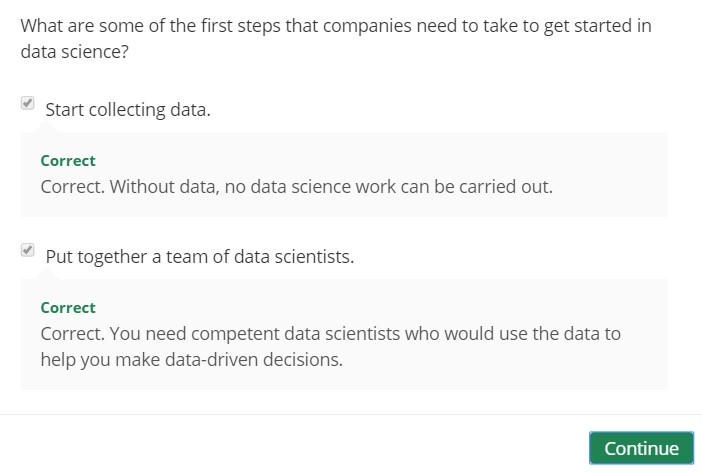 What are some of the first steps that companies need to take to get started in
data science?
Start collecting data.
Correct
Correct. Without data, no data science work can be carried out.
Put together a team of data scientists.
Correct
Correct. You need competent data scientists who would use the data to
help you make data-driven decisions.
Continue